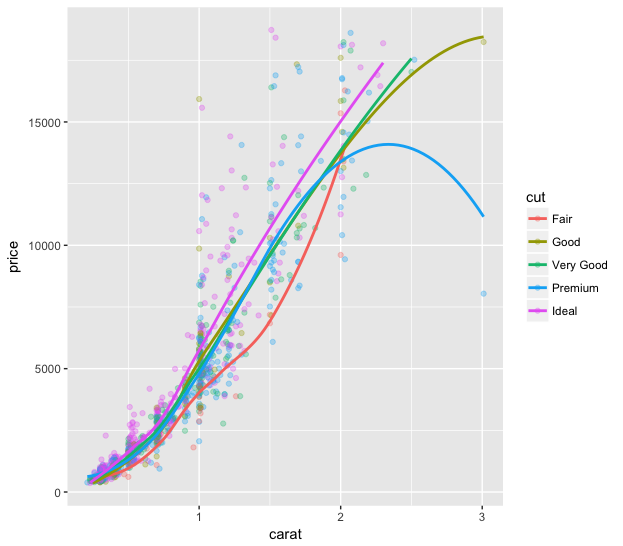 15000
10000
5000
0
price
1
2
3
carat
cut
Fair
Good
Very Good
Premium
Ideal